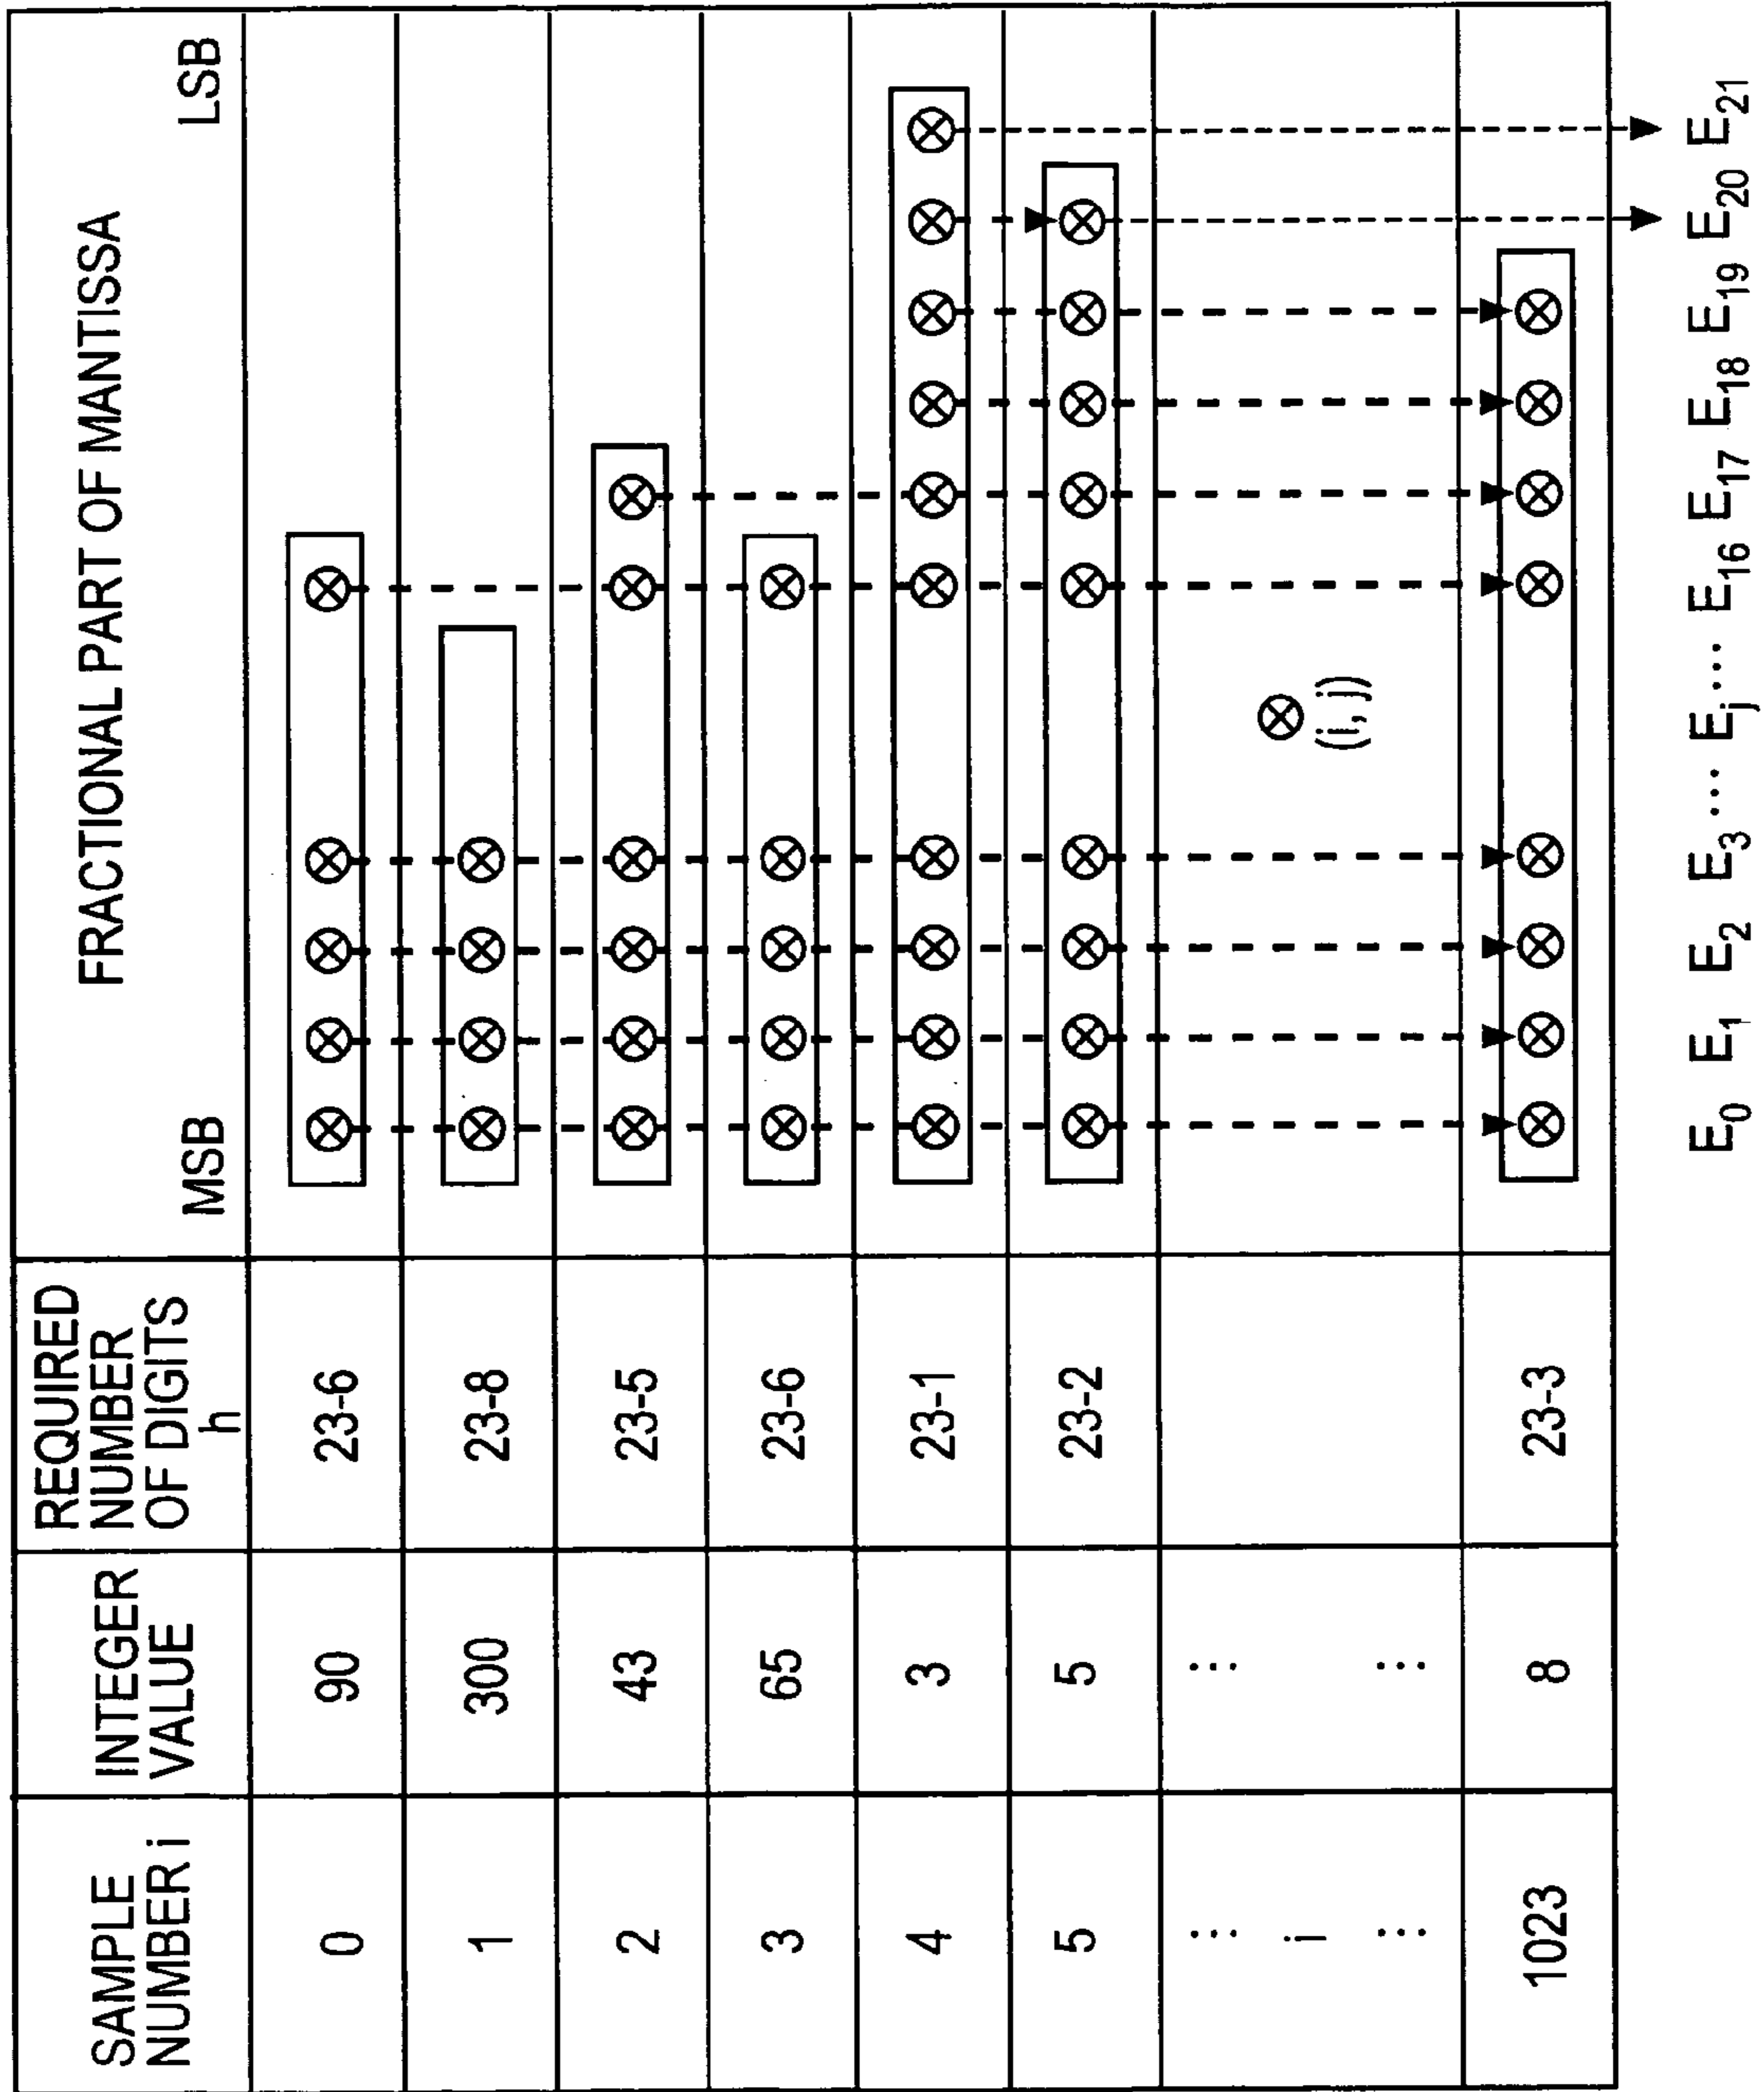 SAMPLE
NUMBER i
INTEGER
VALUE
REQUIRED
NUMBER
OF DIGITS
h
FRACTIONAL PART OF MANTISSA
MSB
LSB
0 90 23-6
1 300 23-8
2 43 23-5
3 65 23-6
4 3 23-1
5 5 23-2
⋯ ⋯
i
(i, j)
⋯ ⋯
1023 8 23-3
E0 E1 E2 E3 ⋯ Ej ⋯ E16 E17 E18 E19 E20 E21